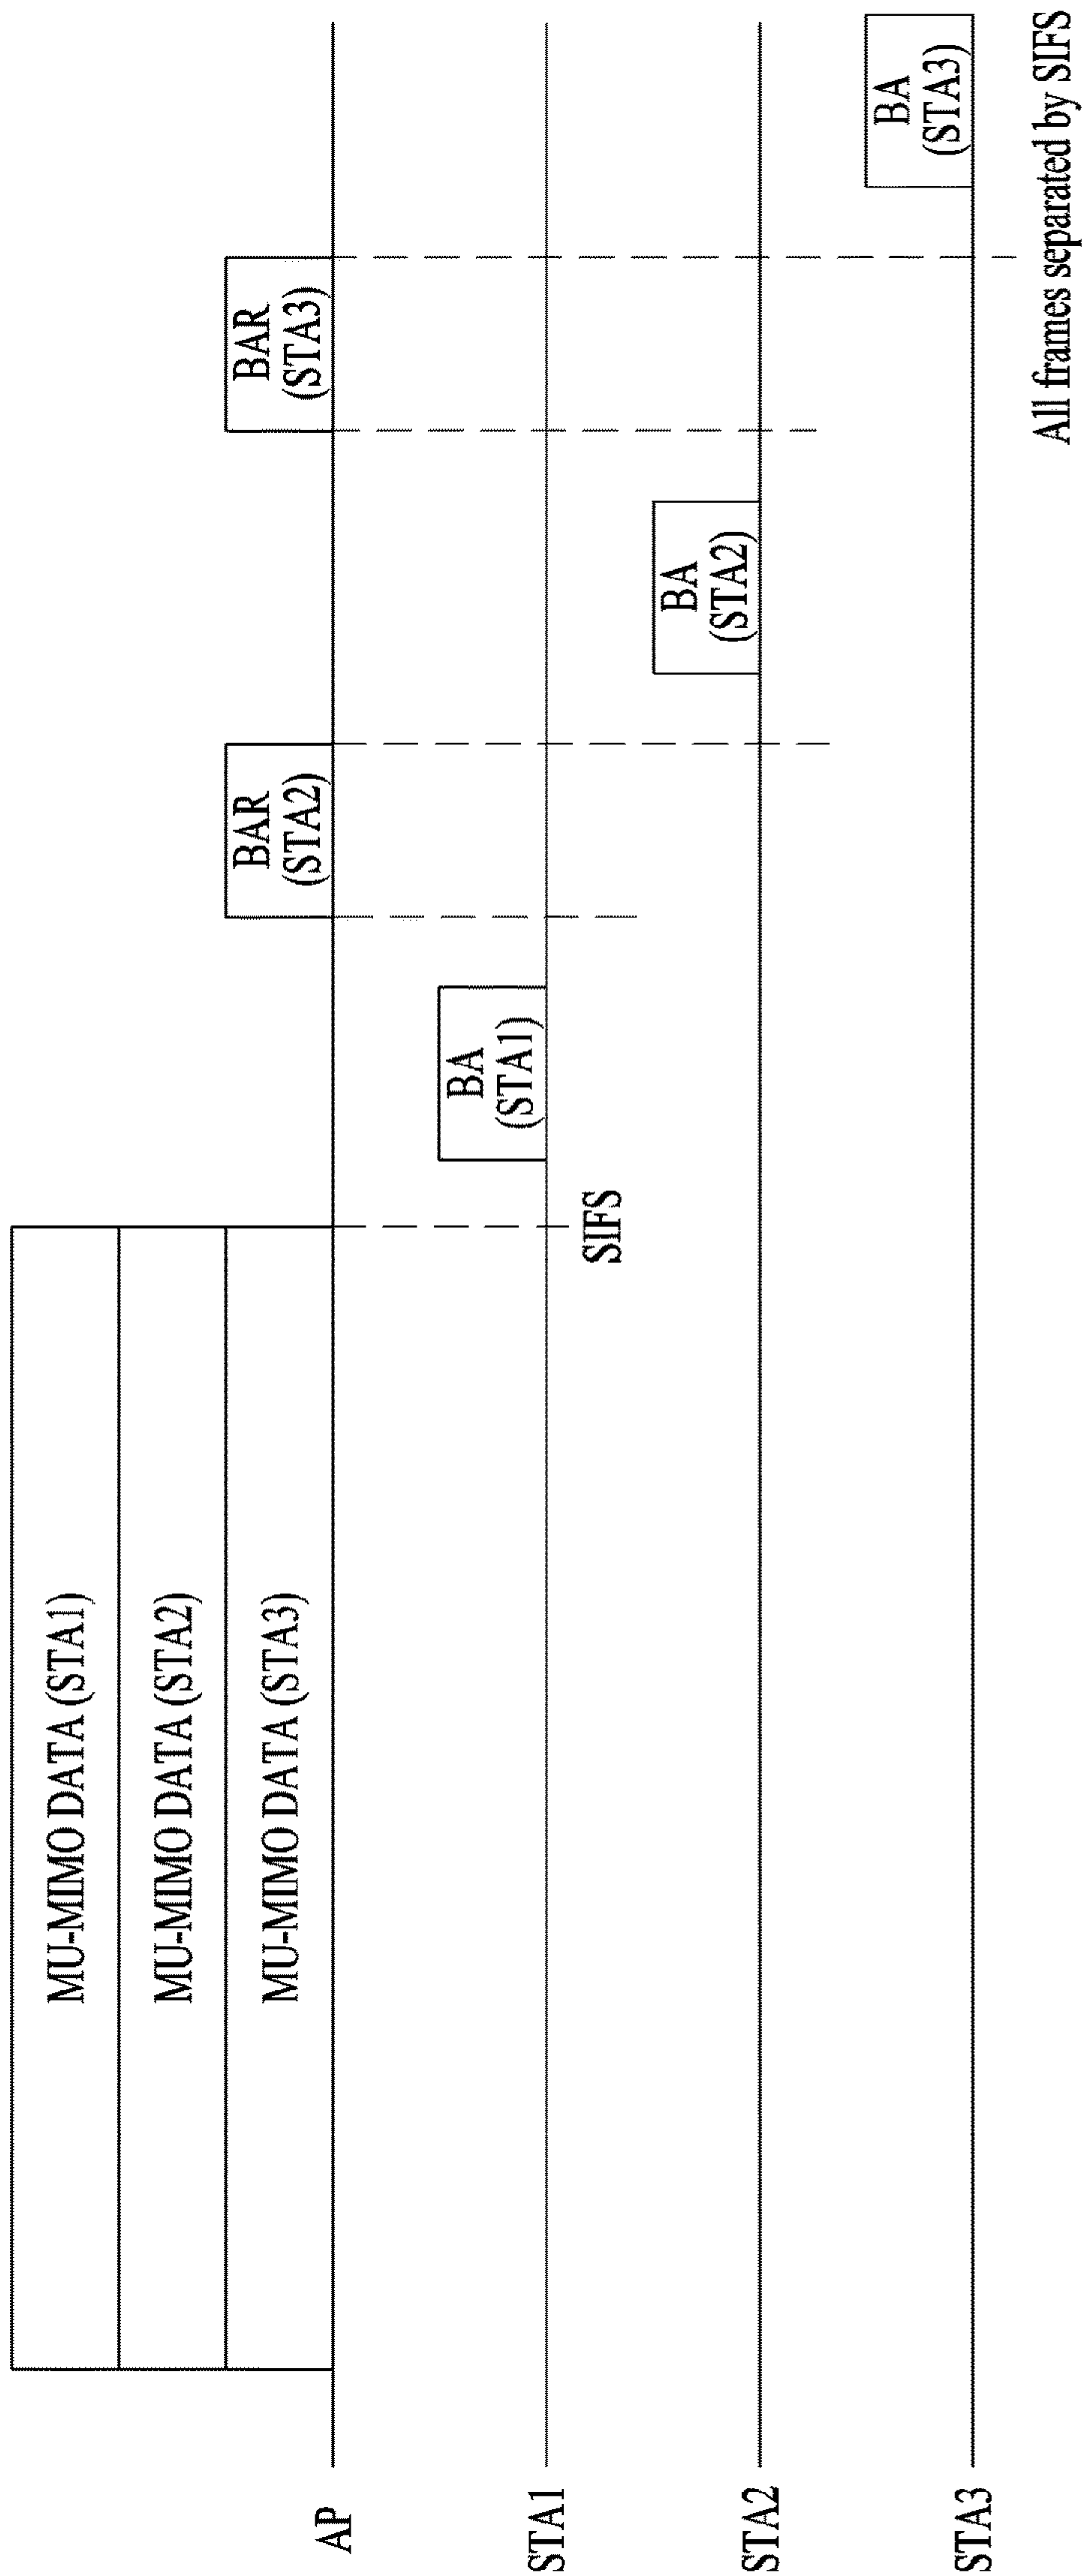 MU-MIMO DATA (STA1)
MU-MIMO DATA (STA2)
MU-MIMO DATA (STA3)
BAR
(STA2)
BAR
(STA3)
AP
BA
(STA1)
STA1
SIFS
BA
(STA2)
STA2
BA
(STA3)
STA3
All frames separated by SIFS